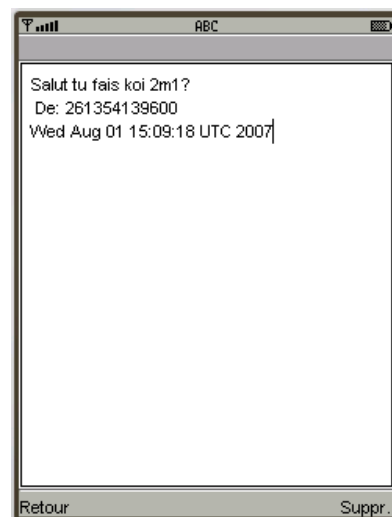 ABC
Salut tu fais koi 2m1?
De: 261354139600
Wed Aug 01 15:09:18 UTC 2007
Retour Suppr.